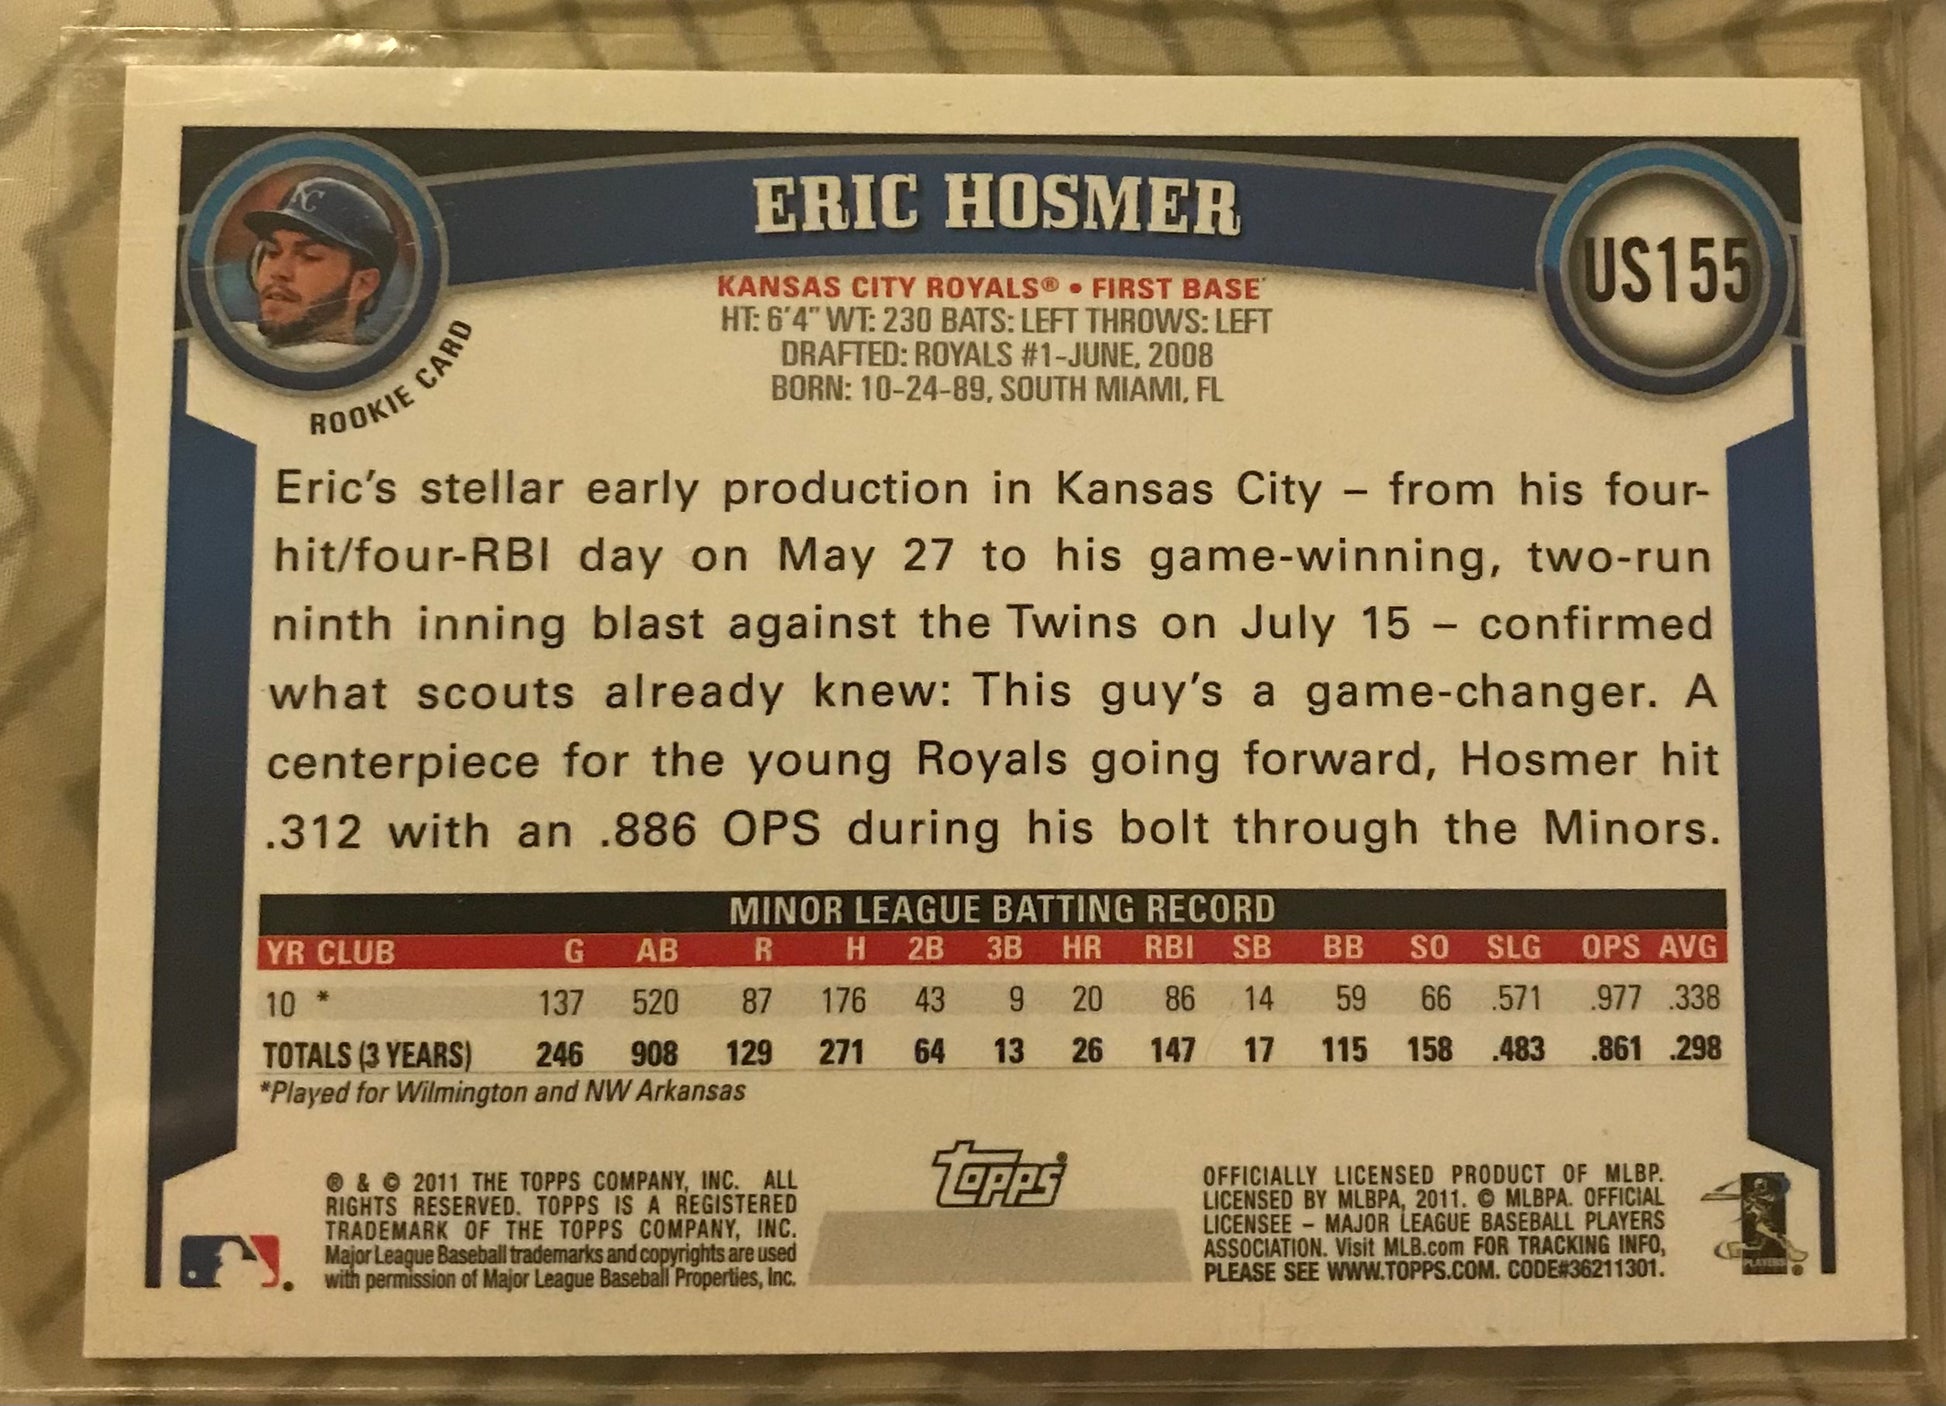 ERIC HOSMER
US155
ROOKIE CARD
KANSAS CITY ROYALS® • FIRST BASE
HT: 6'4" WT: 230 BATS: LEFT THROWS: LEFT
DRAFTED: ROYALS #1-JUNE, 2008
BORN: 10-24-89, SOUTH MIAMI, FL
Eric's stellar early production in Kansas City – from his four-
hit/four-RBI day on May 27 to his game-winning, two-run
ninth inning blast against the Twins on July 15 – confirmed
what scouts already knew: This guy's a game-changer. A
centerpiece for the young Royals going forward, Hosmer hit
.312 with an .886 OPS during his bolt through the Minors.
MINOR LEAGUE BATTING RECORD
YR CLUB G AB R H 2B 3B HR RBI SB BB SO SLG OPS AVG
10 * 137 520 87 176 43 9 20 86 14 59 66 .571 .977 .338
TOTALS (3 YEARS) 246 908 129 271 64 13 26 147 17 115 158 .483 .861 .298
*Played for Wilmington and NW Arkansas
® & © 2011 THE TOPPS COMPANY, INC. ALL
RIGHTS RESERVED. TOPPS IS A REGISTERED
TRADEMARK OF THE TOPPS COMPANY, INC.
Major League Baseball trademarks and copyrights are used
with permission of Major League Baseball Properties, Inc.
Topps
OFFICIALLY LICENSED PRODUCT OF MLBP.
LICENSED BY MLBPA, 2011. © MLBPA. OFFICIAL
LICENSEE – MAJOR LEAGUE BASEBALL PLAYERS
ASSOCIATION. Visit MLB.com FOR TRACKING INFO,
PLEASE SEE WWW.TOPPS.COM. CODE#36211301.
PLAYERS
KC